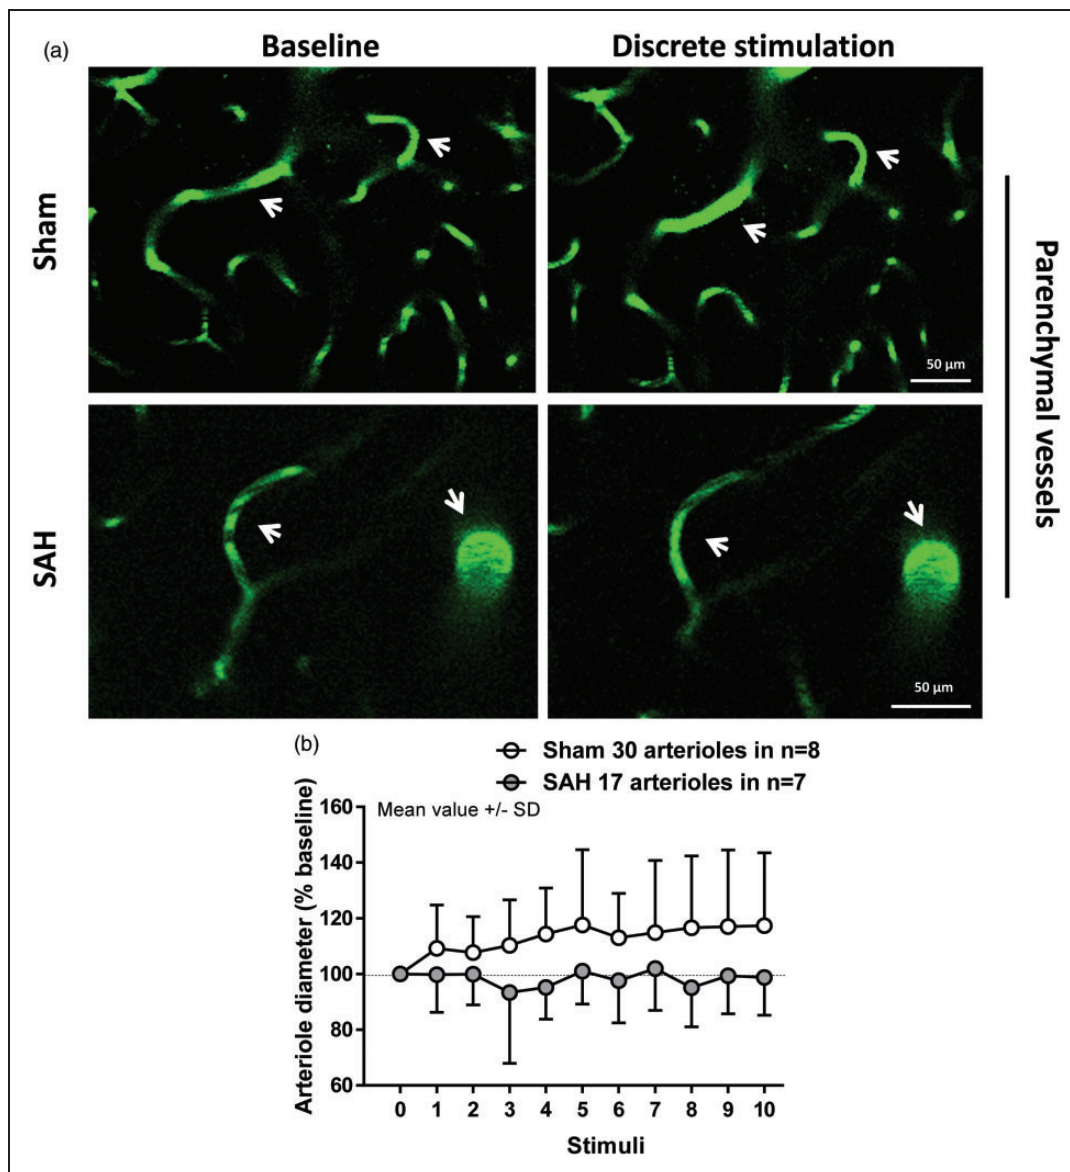 (a)
Baseline
Discrete stimulation
Sham
50 µm
SAH
50 µm
Parenchymal vessels
(b)
Sham 30 arterioles in n=8
SAH 17 arterioles in n=7
Mean value +/- SD
Arteriole diameter (% baseline)
160
140
120
100
80
60
0 1 2 3 4 5 6 7 8 9 10
Stimuli